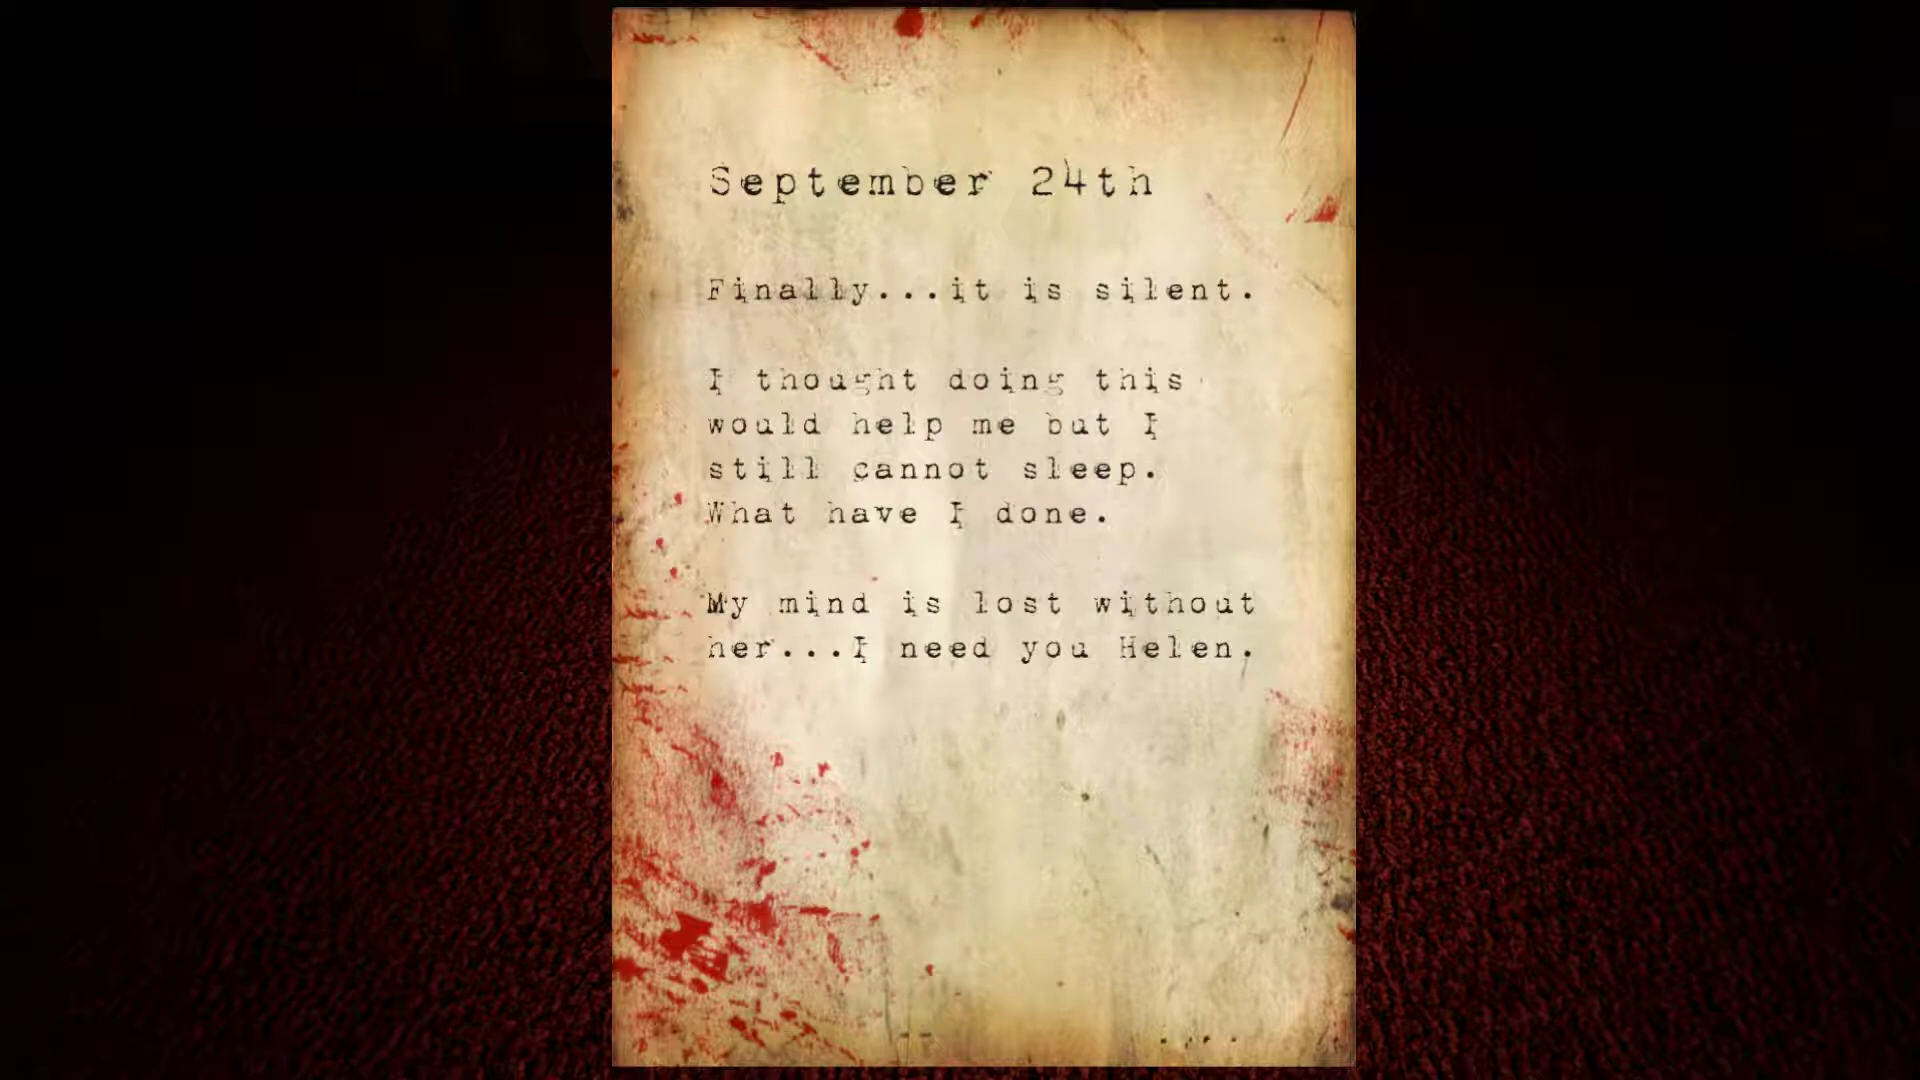 September 24th
Finally...it is silent.
I thought doing this
would help me but I
still cannot sleep.
What have I done.
My mind is lost without
her...I need you Helen.